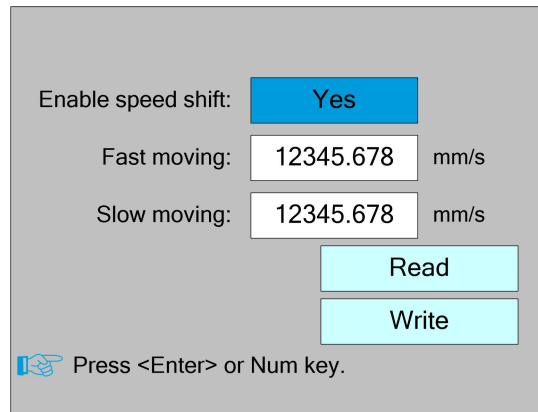 Enable speed shift: Yes
Fast moving: 12345.678 mm/s
Slow moving: 12345.678 mm/s
Read
Write
Press <Enter> or Num key.